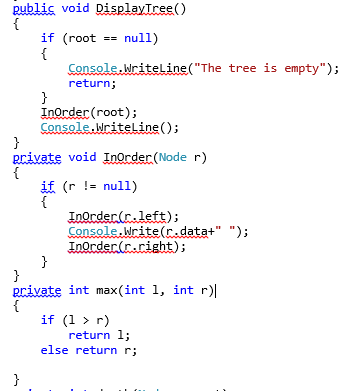 public void DisplayTree()
{
    if (root == null)
    {
        Console.WriteLine("The tree is empty");
        return;
    }
    InOrder(root);
    Console.WriteLine();
}
private void InOrder(Node r)
{
    if (r != null)
    {
        InOrder(r.left);
        Console.Write(r.data+" ");
        InOrder(r.right);
    }
}
private int max(int l, int r)
{
    if (l > r)
        return l;
    else return r;

}